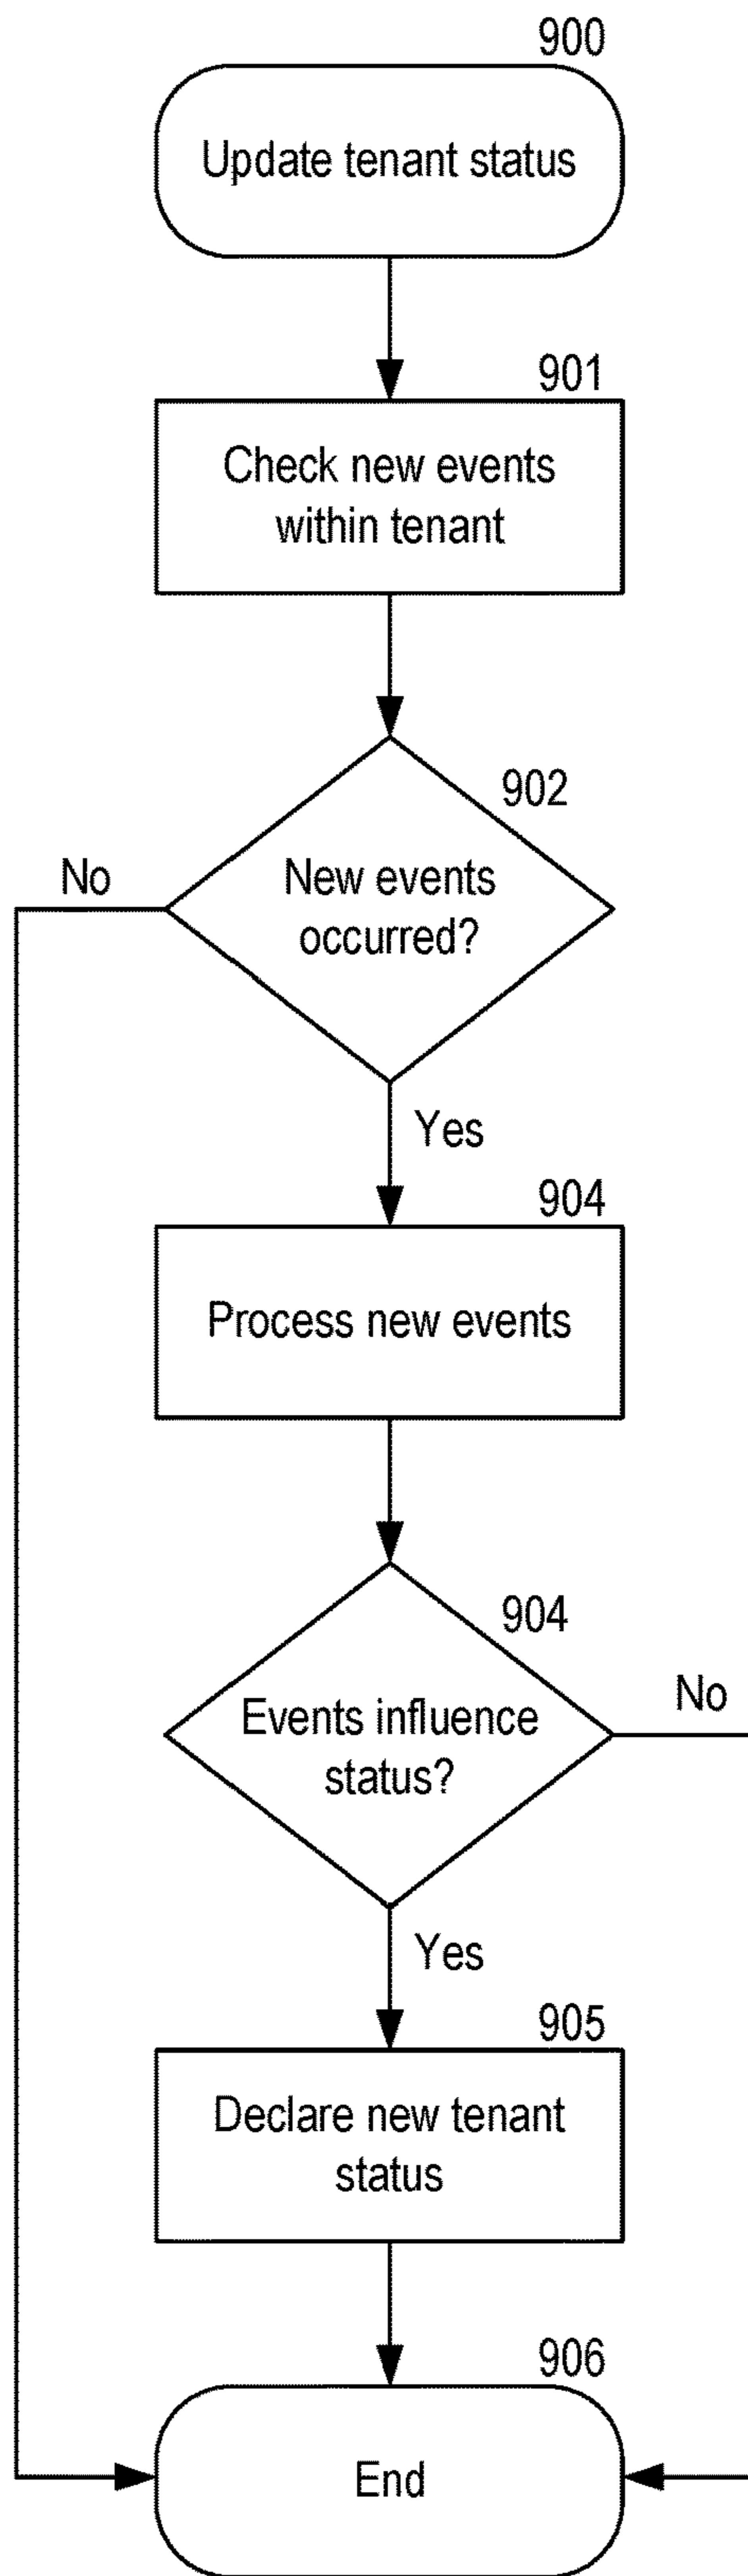 900
Update tenant status
901
Check new events
within tenant
902
No
New events
occurred?
Yes
904
Process new events
904
No
Events influence
status?
Yes
905
Declare new tenant
status
906
End